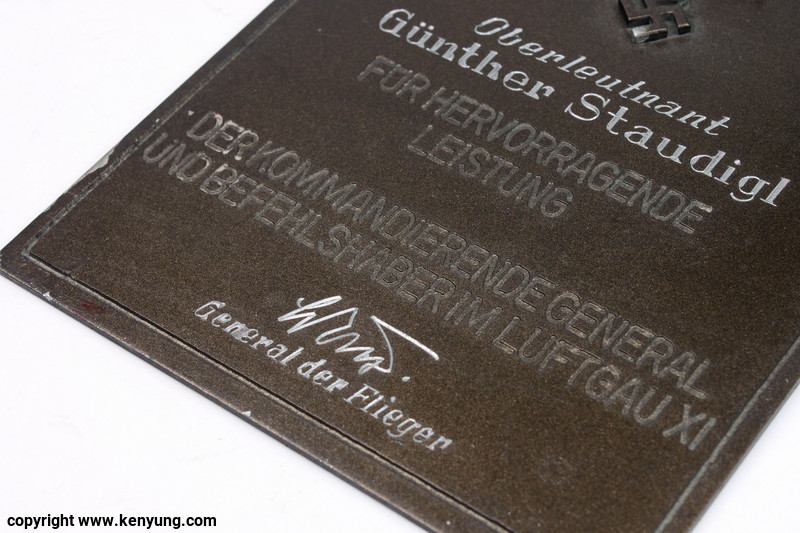 Oberleutnant
Günther Staudigl
FÜR HERVORRAGENDE
LEISTUNG
DER KOMMANDIERENDE GENERAL
UND BEFEHLSHABER IM LUFTGAU XI
General der Flieger
copyright www.kenyung.com